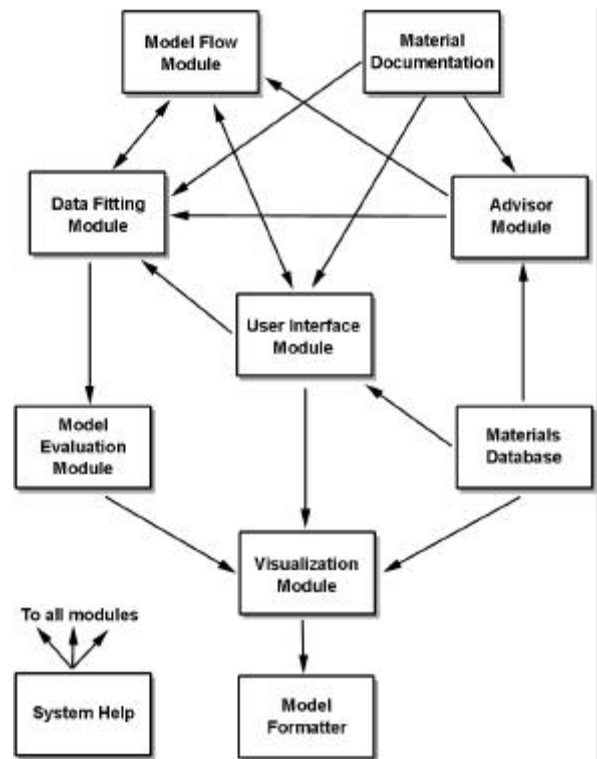 Model Flow
Module
Material
Documentation
Data Fitting
Module
Advisor
Module
User Interface
Module
Model
Evaluation
Module
Materials
Database
Visualization
Module
To all modules
System Help
Model
Formatter